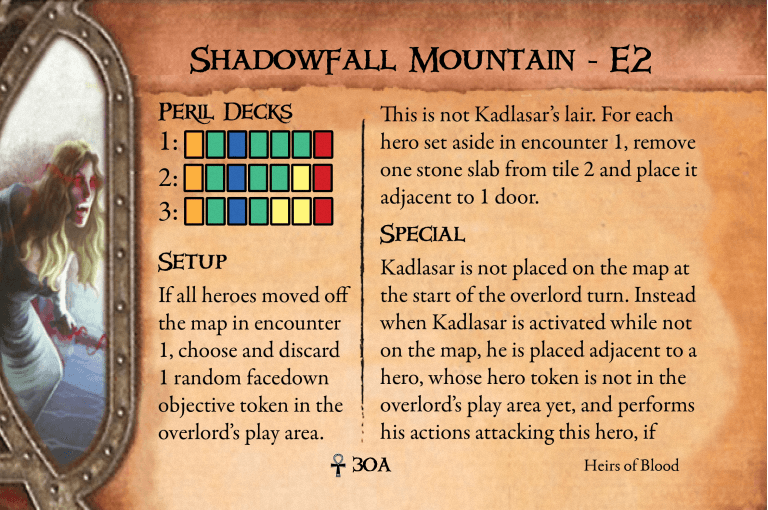 Shadowfall Mountain - E2
Peril Decks
1:
2:
3:
Setup
If all heroes moved off
the map in encounter
1, choose and discard
1 random facedown
objective token in the
overlord's play area.
This is not Kadlasar's lair. For each
hero set aside in encounter 1, remove
one stone slab from tile 2 and place it
adjacent to 1 door.
Special
Kadlasar is not placed on the map at
the start of the overlord turn. Instead
when Kadlasar is activated while not
on the map, he is placed adjacent to a
hero, whose hero token is not in the
overlord's play area yet, and performs
his actions attacking this hero, if
30A
Heirs of Blood